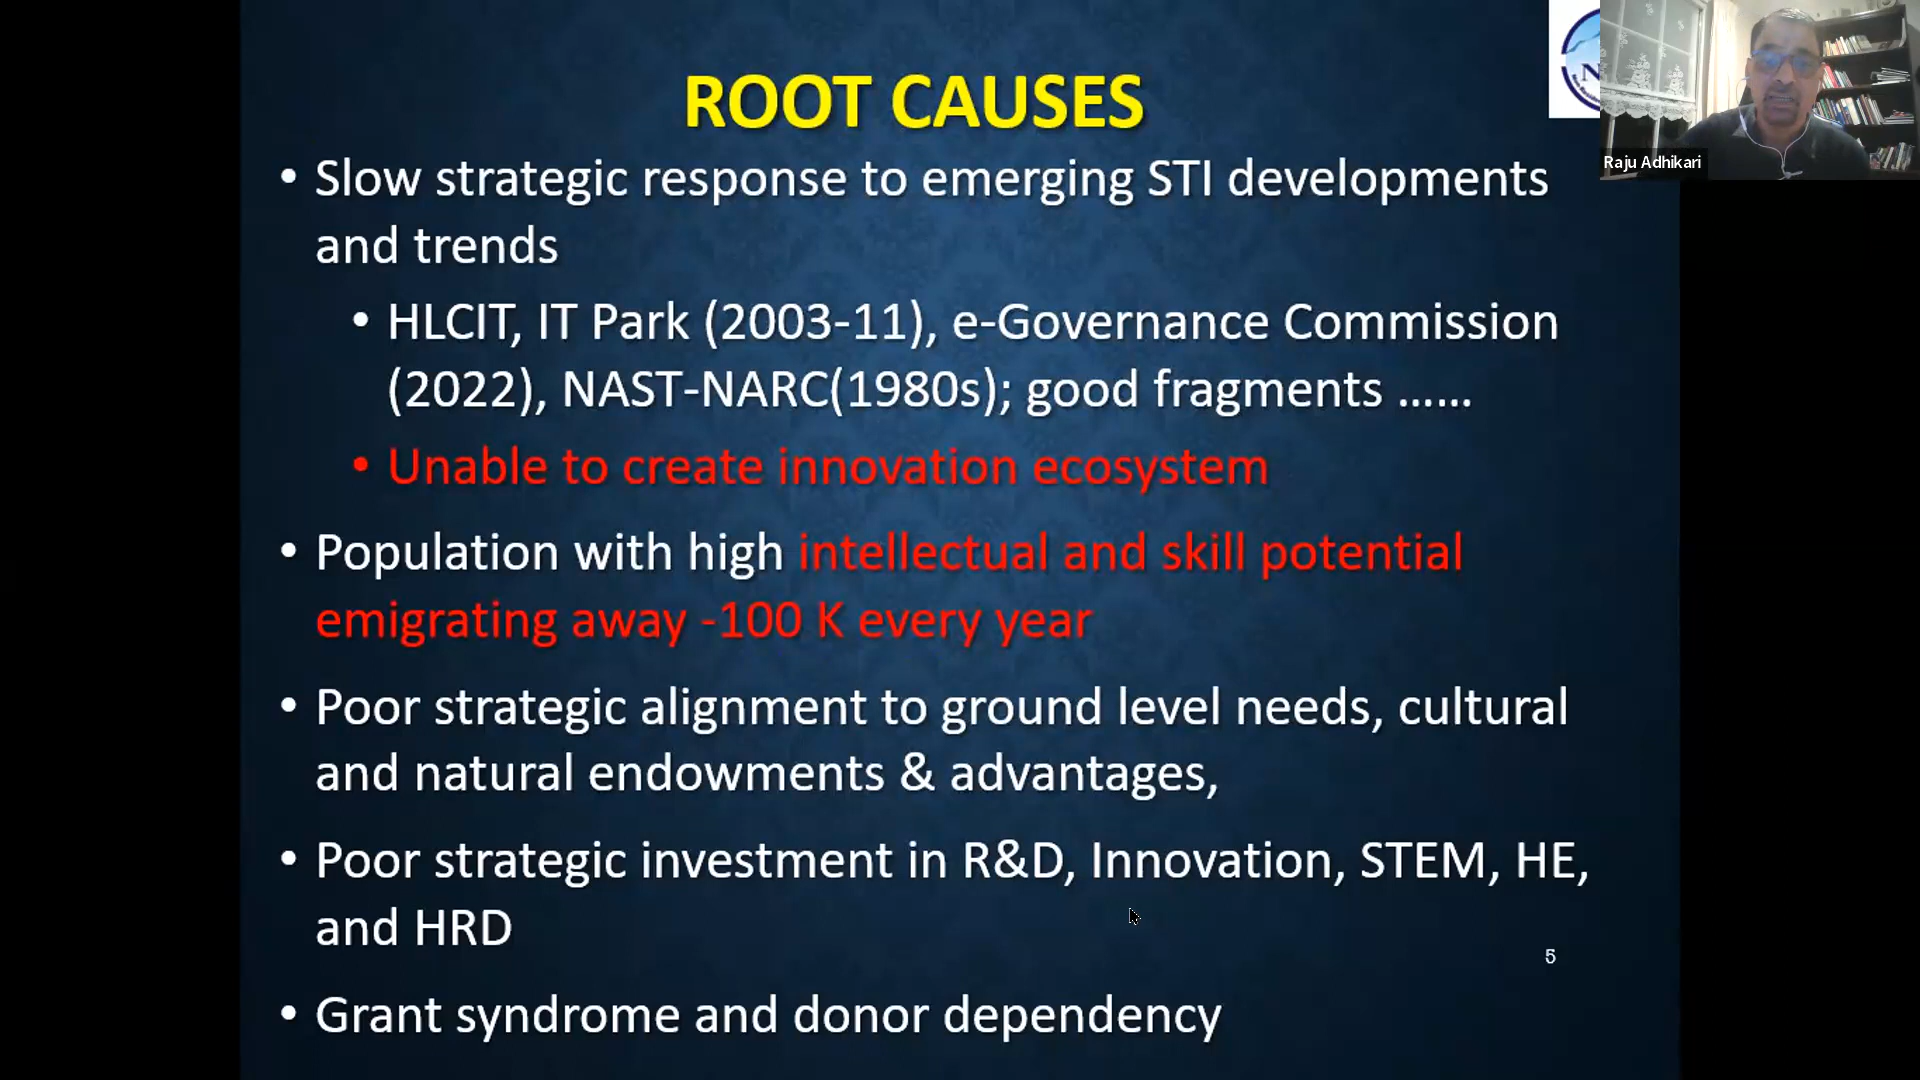 ROOT CAUSES
• Slow strategic response to emerging STI developments
and trends
• HLCIT, IT Park (2003-11), e-Governance Commission
(2022), NAST-NARC(1980s); good fragments ......
• Unable to create innovation ecosystem
• Population with high intellectual and skill potential
emigrating away -100 K every year
• Poor strategic alignment to ground level needs, cultural
and natural endowments & advantages,
• Poor strategic investment in R&D, Innovation, STEM, HE,
and HRD
• Grant syndrome and donor dependency
5
Raju Adhikari